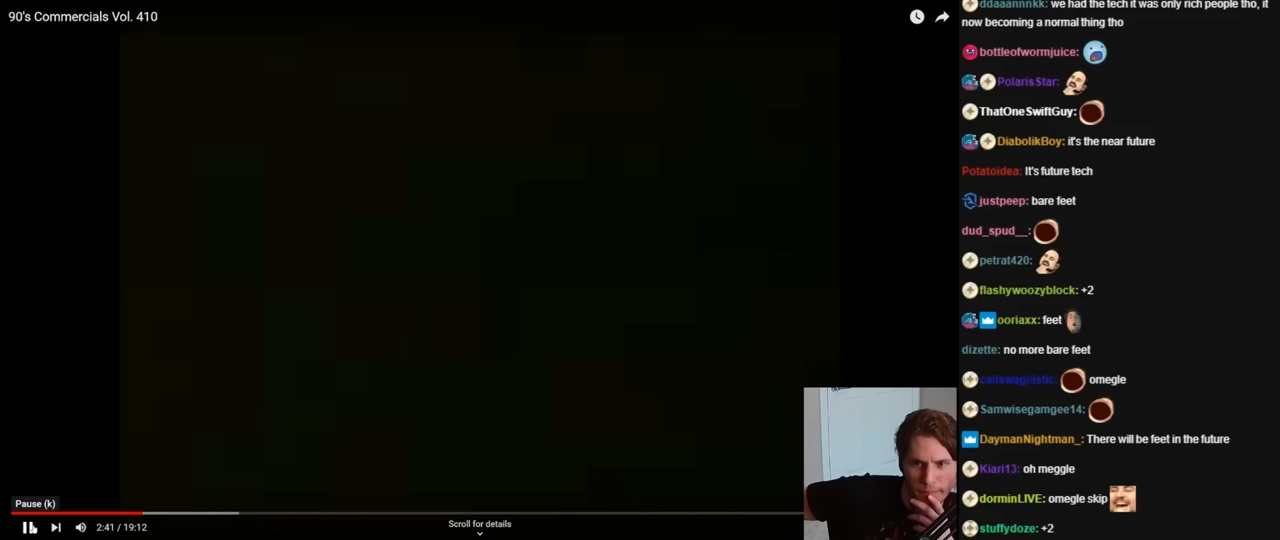 90's Commercials Vol. 410
Pause (k)
2:41 / 19:12
Scroll for details
ddaaannnkk: we had the tech it was only rich people tho, it
now becoming a normal thing tho
bottleofwormjuice:
PolarisStar:
ThatOneSwiftGuy:
DiabolikBoy: it's the near future
Potatoidea: It's future tech
justpeep: bare feet
dud_spud__:
petrat420:
flashywoozyblock: +2
ooriaxx: feet
dizette: no more bare feet
omegle
Samwisegamgee14:
DaymanNightman_: There will be feet in the future
Kiari13: oh meggle
dorminLIVE: omegle skip
stuffydoze: +2